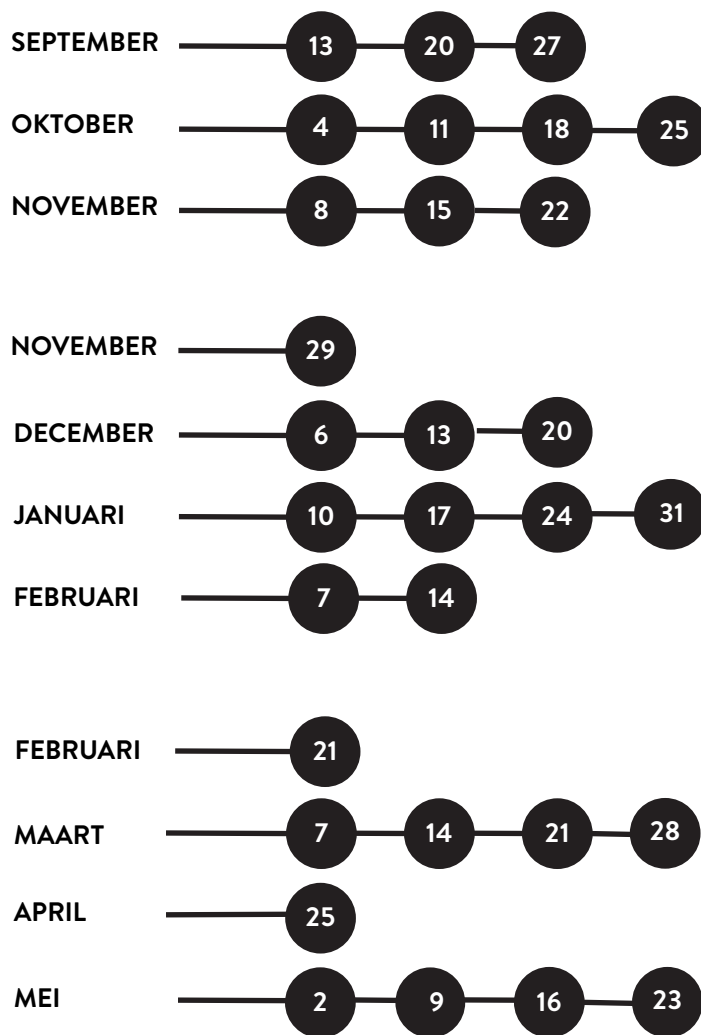 SEPTEMBER 13 20 27
OKTOBER 4 11 18 25
NOVEMBER 8 15 22
NOVEMBER 29
DECEMBER 6 13 20
JANUARI 10 17 24 31
FEBRUARI 7 14
FEBRUARI 21
MAART 7 14 21 28
APRIL 25
MEI 2 9 16 23